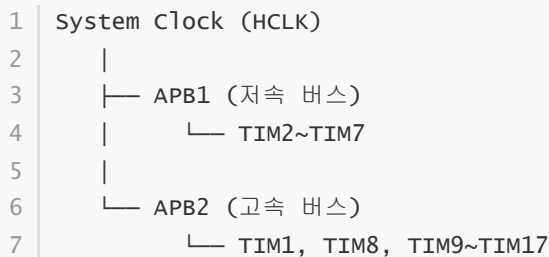 1 System Clock (HCLK)
2    |
3    ├── APB1 (저속 버스)
4    |     └── TIM2~TIM7
5    |
6    └── APB2 (고속 버스)
7          └── TIM1, TIM8, TIM9~TIM17